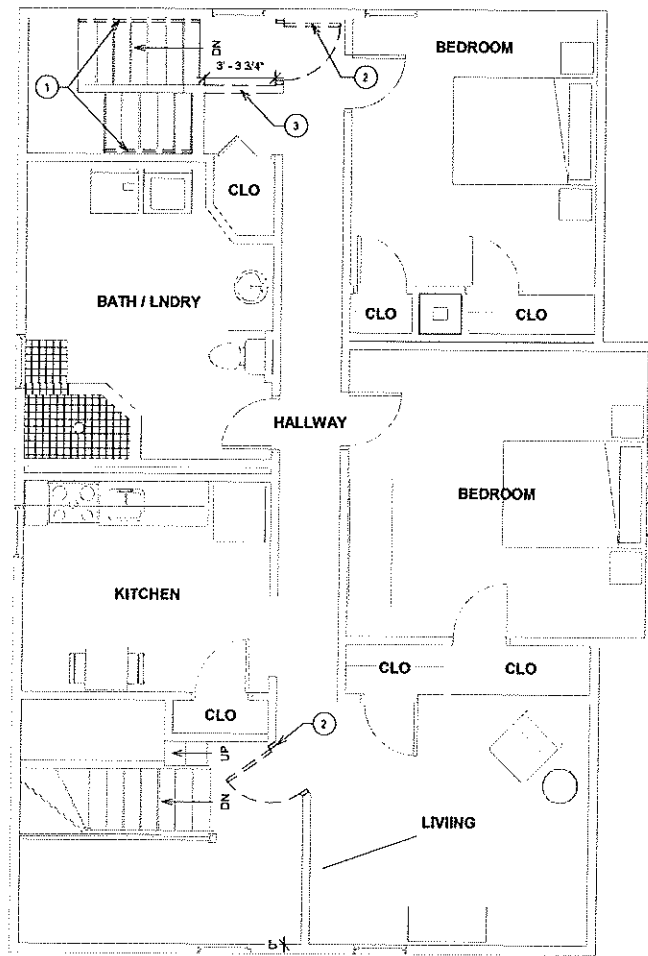 DN
BEDROOM
2
3' - 3 3/4"
1
3
CLO
BATH / LNDRY
CLO
CLO
HALLWAY
BEDROOM
KITCHEN
CLO
CLO
CLO
2
UP
DN
LIVIING